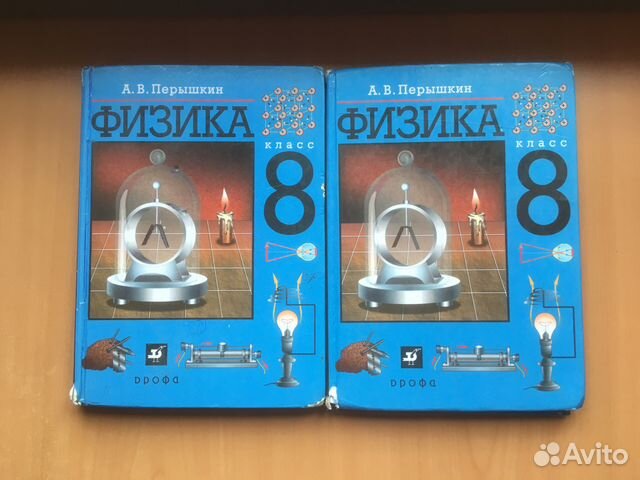 А. В. Перышкин
ФИЗИКА
класс
8
дрофа
А. В. Перышкин
ФИЗИКА
класс
8
дрофа
Avito